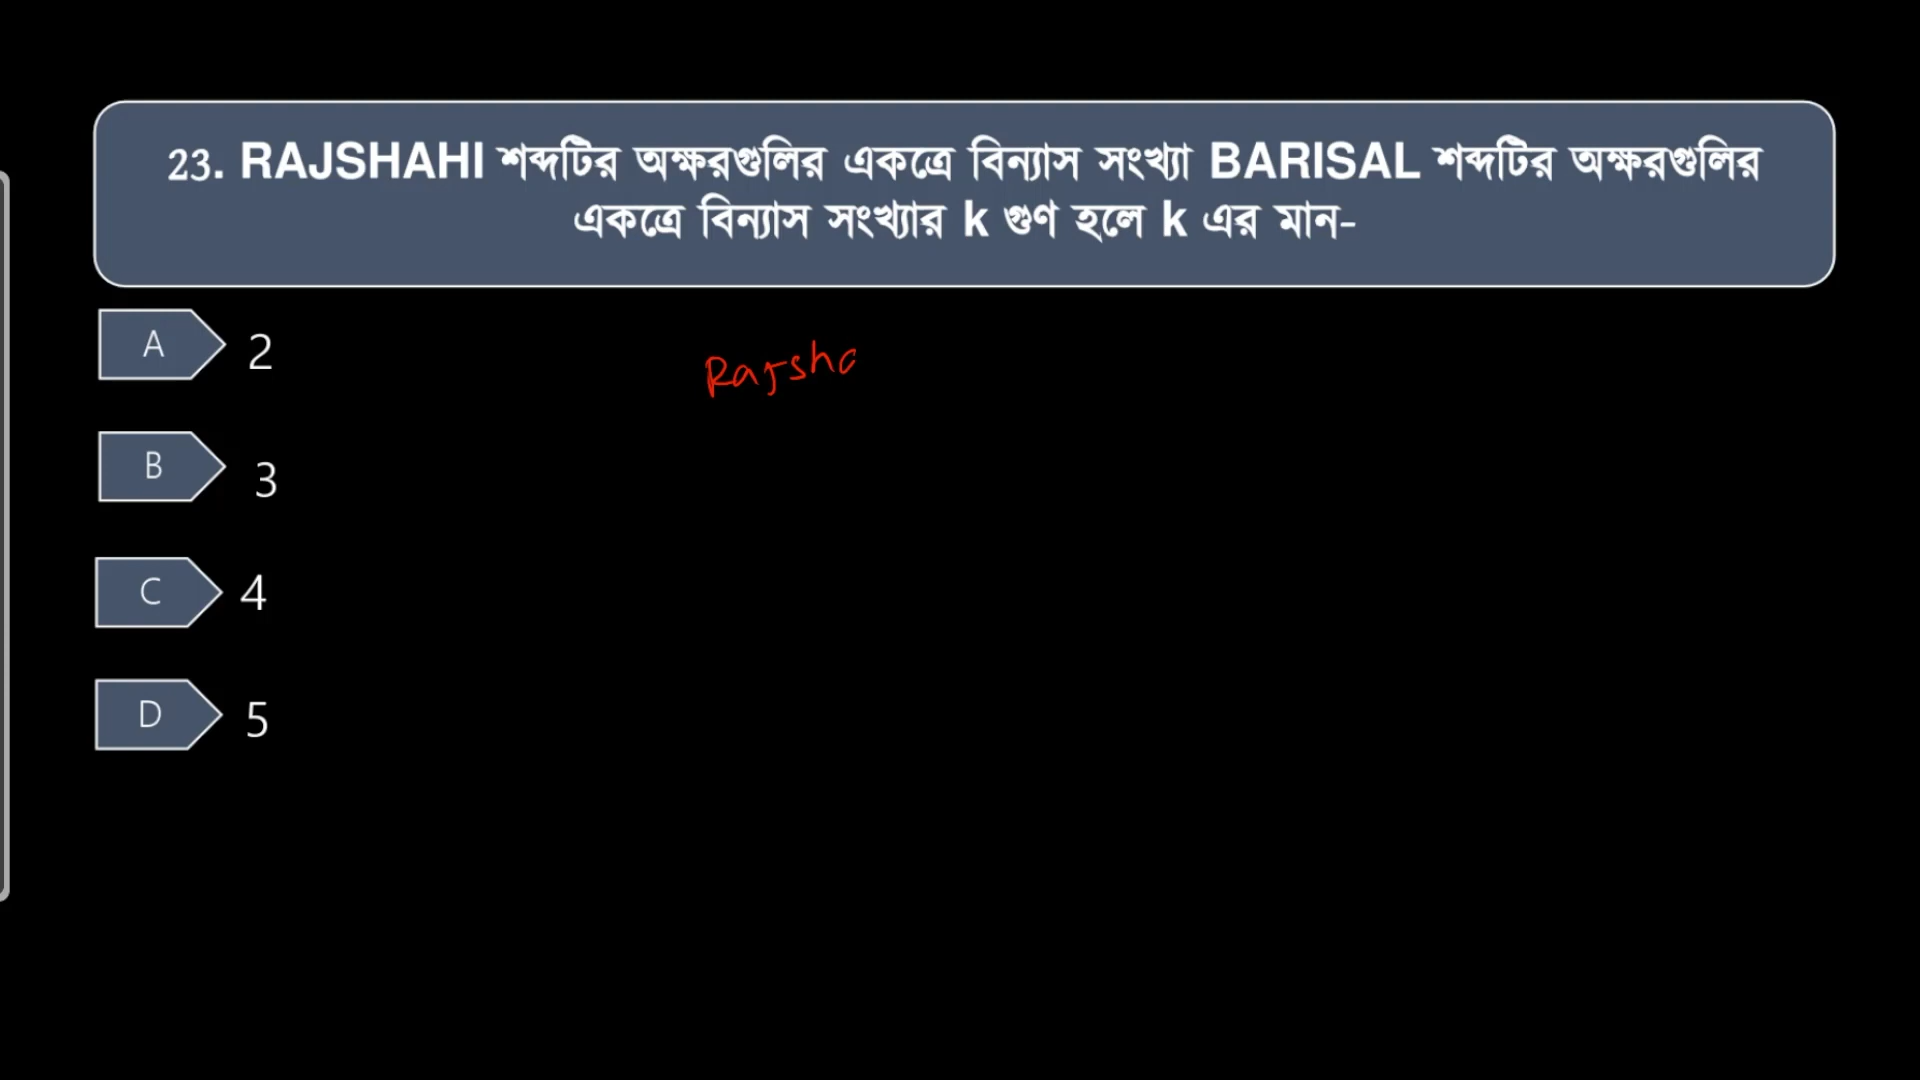 23. RAJSHAHI শব্দটির অক্ষরগুলির একত্রে বিন্যাস সংখ্যা BARISAL শব্দটির অক্ষরগুলির
একত্রে বিন্যাস সংখ্যার k গুণ হলে k এর মান-
A 2
Rajsha
B 3
C 4
D 5